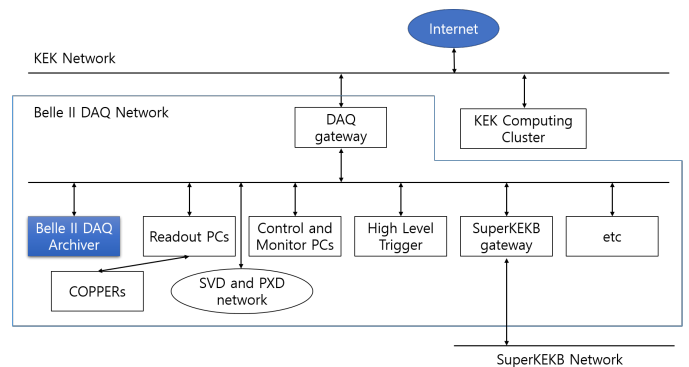 Internet
KEK Network
Belle II DAQ Network
DAQ
gateway
KEK Computing
Cluster
Belle II DAQ
Archiver
Readout PCs
Control and
Monitor PCs
High Level
Trigger
SuperKEKB
gateway
etc
COPPERs
SVD and PXD
network
SuperKEKB Network